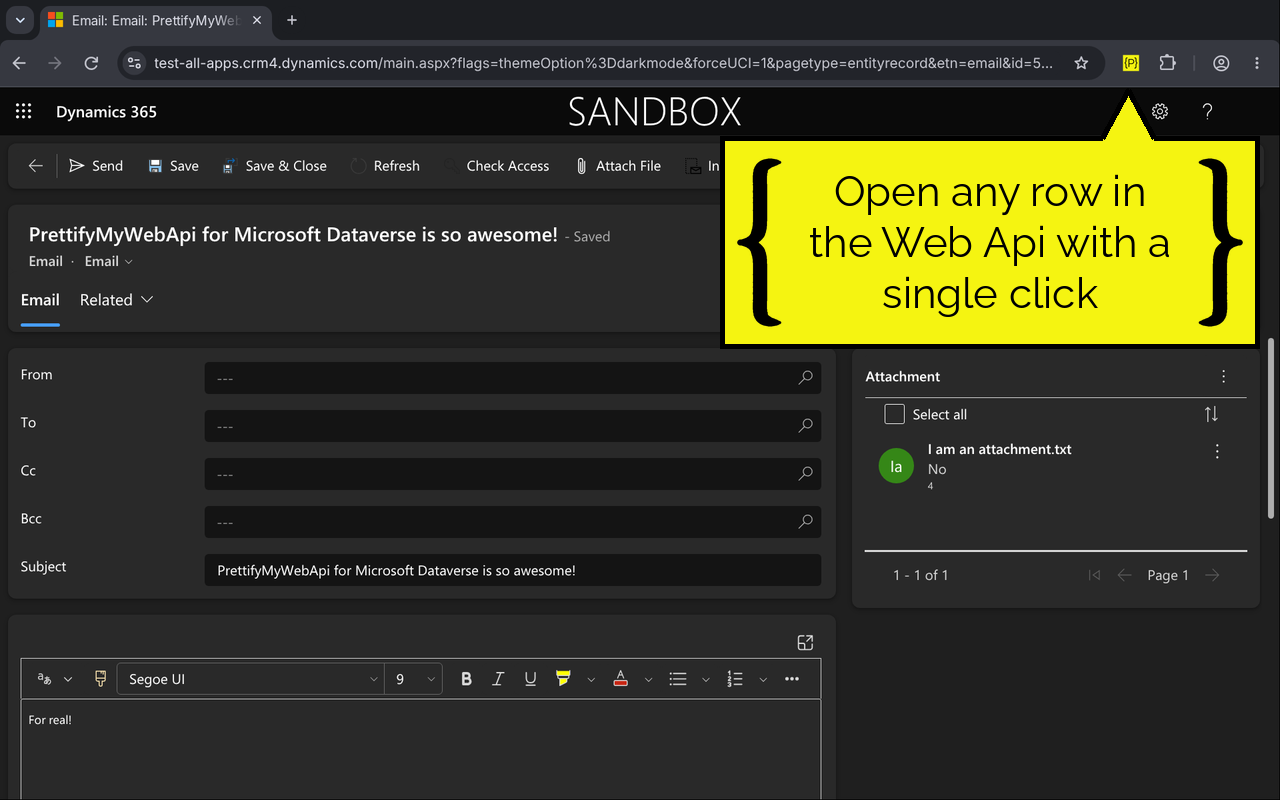 Email: Email: PrettifyMyWeb
test-all-apps.crm4.dynamics.com/main.aspx?flags=themeOption%3Ddarkmode&forceUCI=1&pagetype=entityrecord&etn=email&id=5...
{P}
Dynamics 365
SANDBOX
?
Send
Save
Save & Close
Refresh
Check Access
Attach File
In
{ Open any row in
the Web Api with a
single click }
PrettifyMyWebApi for Microsoft Dataverse is so awesome! - Saved
Email · Email
Email
Related
From
---
To
---
Cc
---
Bcc
---
Subject
PrettifyMyWebApi for Microsoft Dataverse is so awesome!
Attachment
Select all
Ia
I am an attachment.txt
No
4
1 - 1 of 1
Page 1
aあ
Segoe UI
9
B
I
U
A
For real!